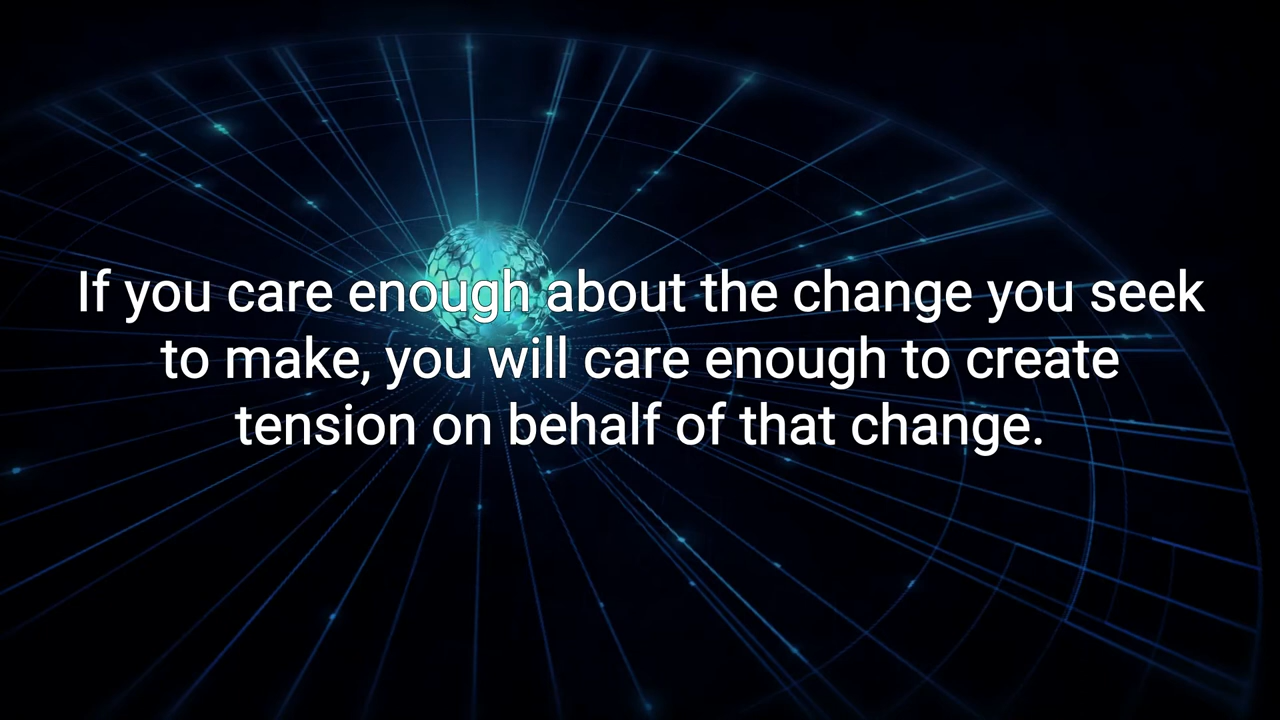 If you care enough about the change you seek
to make, you will care enough to create
tension on behalf of that change.